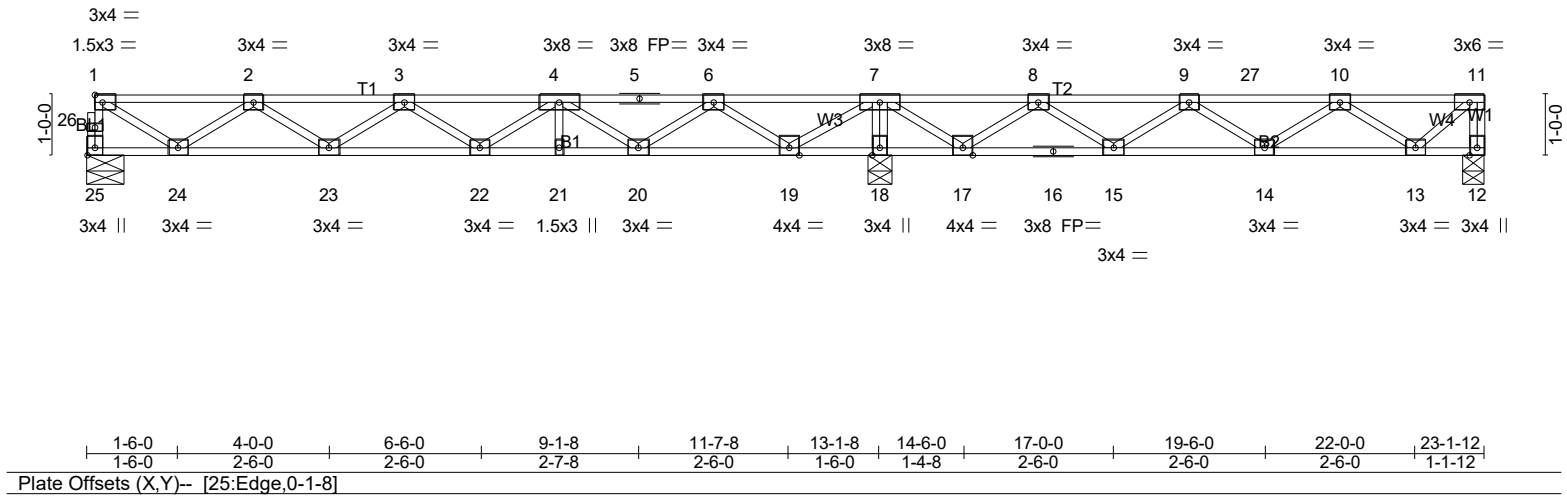 3x4 =
1.5x3 = 3x4 = 3x4 = 3x8 = 3x8 FP= 3x4 = 3x8 = 3x4 = 3x4 = 3x4 = 3x6 =
1 2 3 4 5 6 7 8 9 27 10 11
T1 T2
1-0-0 1-0-0
26 BL1 W3 W4 W1
B1 B2
25 24 23 22 21 20 19 18 17 16 15 14 13 12
3x4 || 3x4 = 3x4 = 3x4 = 1.5x3 || 3x4 = 4x4 = 3x4 || 4x4 = 3x8 FP= 3x4 = 3x4 = 3x4 ||
3x4 =
1-6-0 4-0-0 6-6-0 9-1-8 11-7-8 13-1-8 14-6-0 17-0-0 19-6-0 22-0-0 23-1-12
1-6-0 2-6-0 2-6-0 2-7-8 2-6-0 1-6-0 1-4-8 2-6-0 2-6-0 2-6-0 1-1-12
Plate Offsets (X,Y)-- [25:Edge,0-1-8]